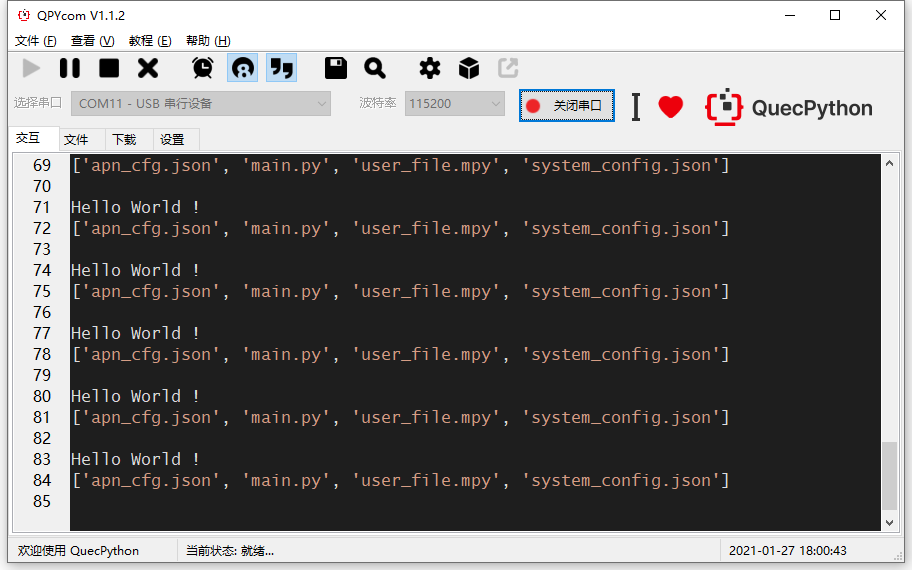 QPYcom V1.1.2
文件 (F) 查看 (V) 教程 (E) 帮助 (H)
选择串口 COM11 - USB 串行设备 波特率 115200 关闭串口 QuecPython
交互 文件 下载 设置
69 ['apn_cfg.json', 'main.py', 'user_file.mpy', 'system_config.json']
70
71 Hello World !
72 ['apn_cfg.json', 'main.py', 'user_file.mpy', 'system_config.json']
73
74 Hello World !
75 ['apn_cfg.json', 'main.py', 'user_file.mpy', 'system_config.json']
76
77 Hello World !
78 ['apn_cfg.json', 'main.py', 'user_file.mpy', 'system_config.json']
79
80 Hello World !
81 ['apn_cfg.json', 'main.py', 'user_file.mpy', 'system_config.json']
82
83 Hello World !
84 ['apn_cfg.json', 'main.py', 'user_file.mpy', 'system_config.json']
85
欢迎使用 QuecPython 当前状态: 就绪... 2021-01-27 18:00:43